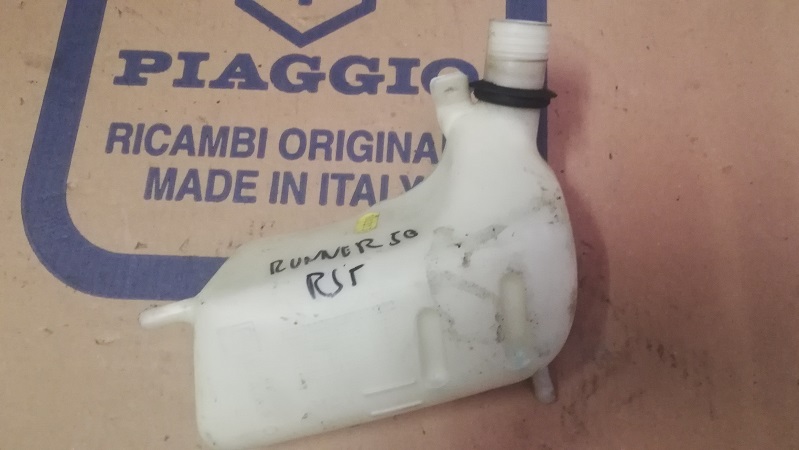 PIAGGIO
RICAMBI ORIGINA
MADE IN ITALY
RUNNER 50
RST